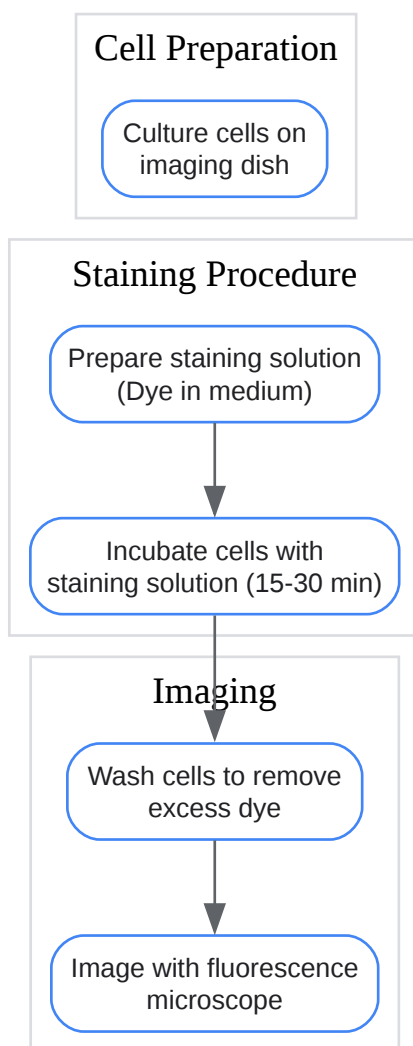 Cell Preparation
Culture cells on
imaging dish
Staining Procedure
Prepare staining solution
(Dye in medium)
Incubate cells with
staining solution (15-30 min)
Imaging
Wash cells to remove
excess dye
Image with fluorescence
microscope